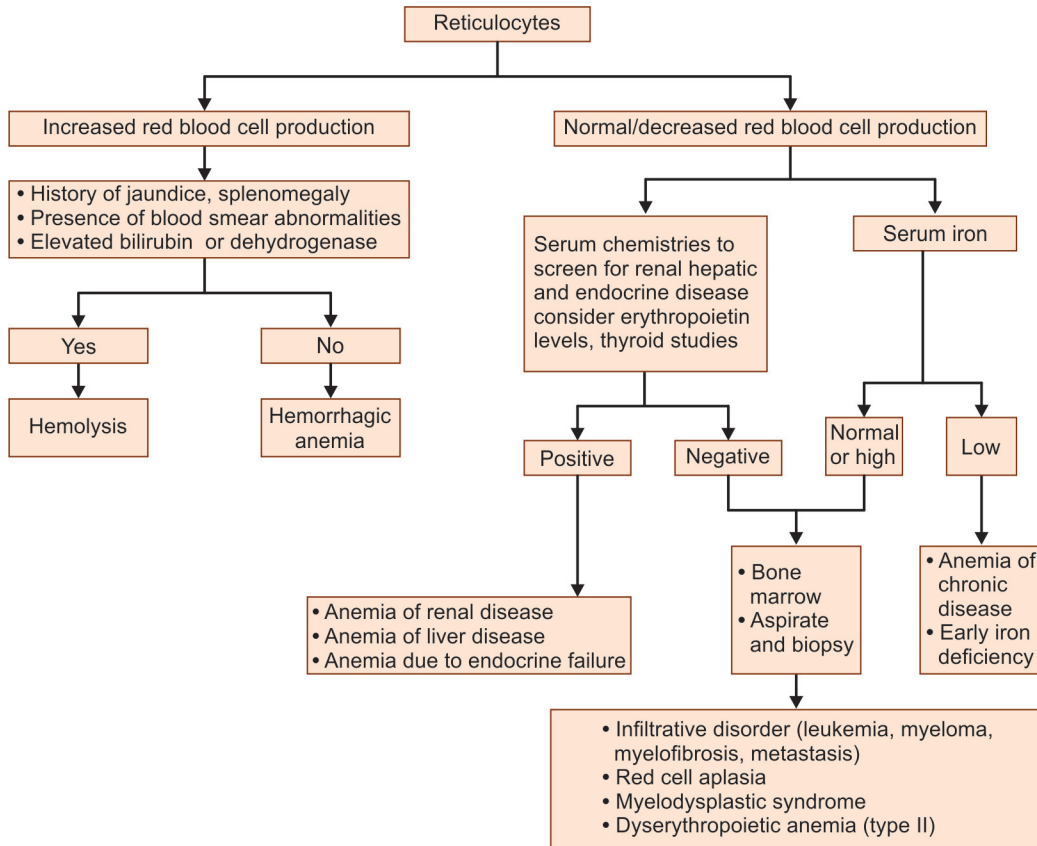 Reticulocytes
Increased red blood cell production
Normal/decreased red blood cell production
• History of jaundice, splenomegaly
• Presence of blood smear abnormalities
• Elevated bilirubin or dehydrogenase
Serum chemistries to
screen for renal hepatic
and endocrine disease
consider erythropoietin
levels, thyroid studies
Serum iron
Yes
No
Hemolysis
Hemorrhagic
anemia
Positive
Negative
Normal
or high
Low
• Anemia of renal disease
• Anemia of liver disease
• Anemia due to endocrine failure
• Bone
marrow
• Aspirate
and biopsy
• Anemia of
chronic
disease
• Early iron
deficiency
• Infiltrative disorder (leukemia, myeloma,
myelofibrosis, metastasis)
• Red cell aplasia
• Myelodysplastic syndrome
• Dyserythropoietic anemia (type II)